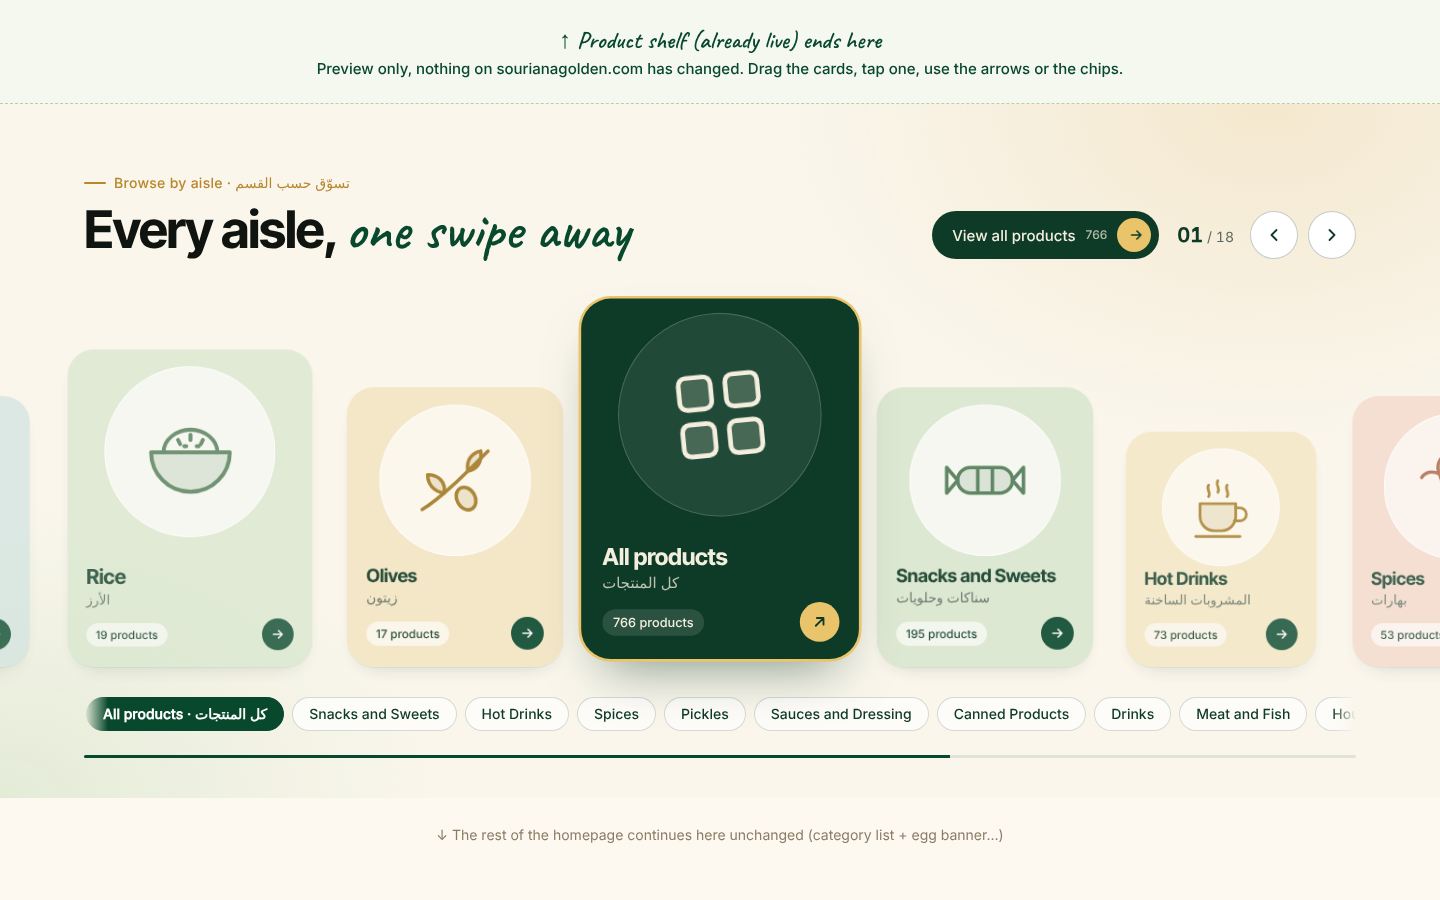 ↑ Product shelf (already live) ends here
Preview only, nothing on sourianagolden.com has changed. Drag the cards, tap one, use the arrows or the chips.
Browse by aisle · تسوّق حسب القسم
Every aisle, one swipe away
View all products 766 →
01 / 18
Rice
الأرز
19 products
Olives
زيتون
17 products
All products
كل المنتجات
766 products
Snacks and Sweets
سناكات وحلويات
195 products
Hot Drinks
المشروبات الساخنة
73 products
Spices
بهارات
53 products
All products · كل المنتجات
Snacks and Sweets
Hot Drinks
Spices
Pickles
Sauces and Dressing
Canned Products
Drinks
Meat and Fish
↓ The rest of the homepage continues here unchanged (category list + egg banner...)